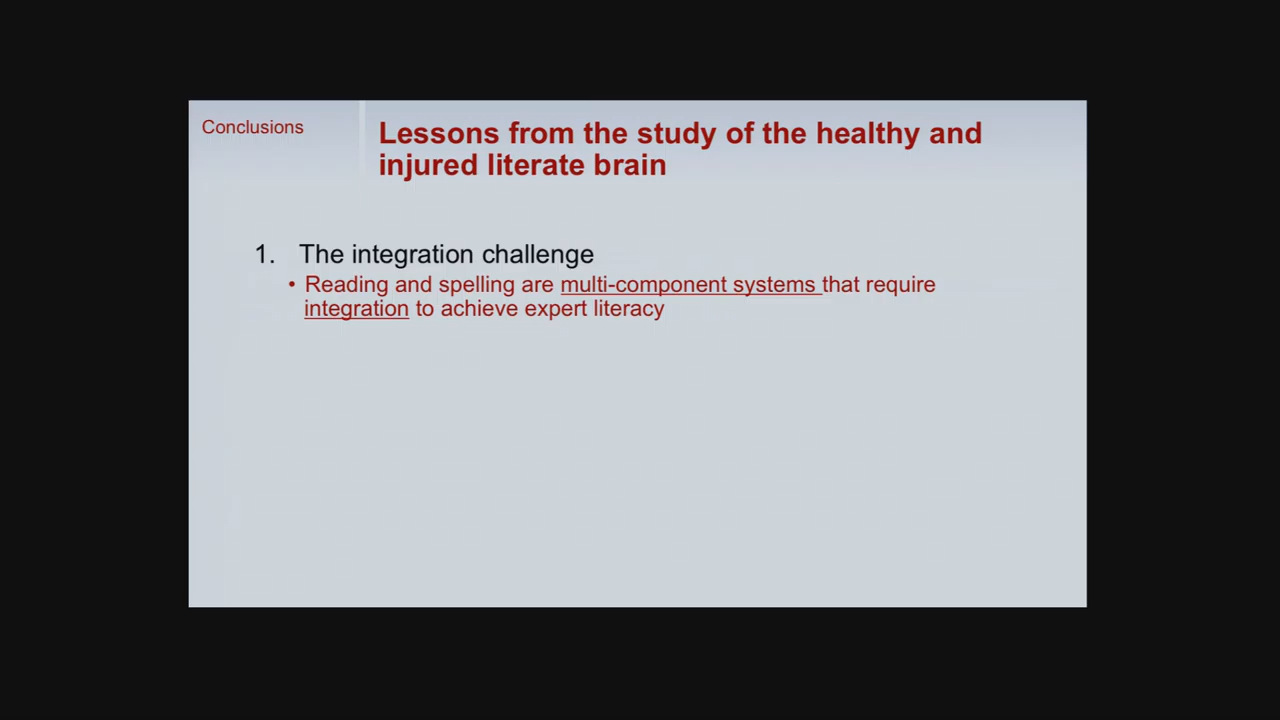 Conclusions
Lessons from the study of the healthy and
injured literate brain
1. The integration challenge
• Reading and spelling are multi-component systems that require
integration to achieve expert literacy